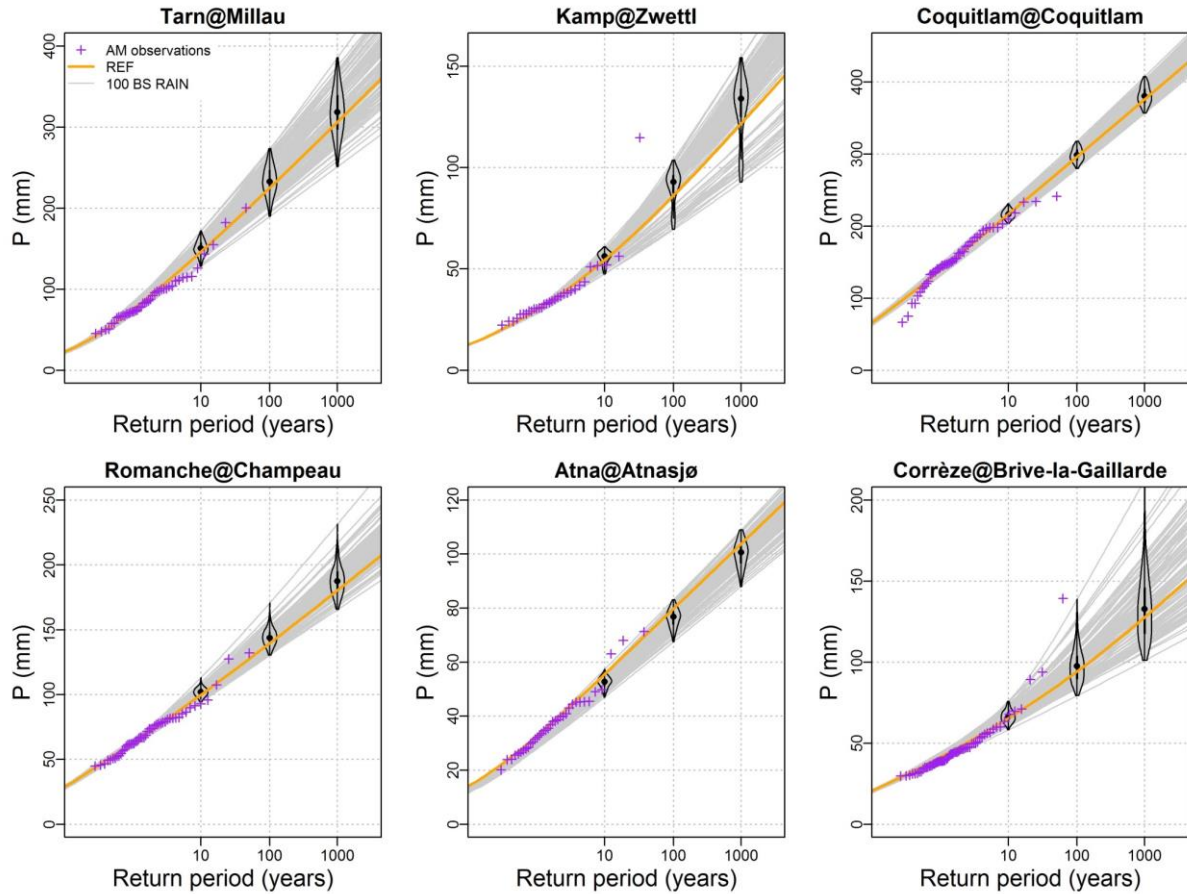 Tarn@Millau
P (mm)
400
300
200
100
0
AM observations
REF
100 BS RAIN
10 100 1000
Return period (years)
Kamp@Zwettl
P (mm)
150
100
50
0
10 100 1000
Return period (years)
Coquitlam@Coquitlam
P (mm)
400
300
200
100
0
10 100 1000
Return period (years)
Romanche@Champeau
P (mm)
250
200
150
100
50
0
10 100 1000
Return period (years)
Atna@Atnasjø
P (mm)
120
100
80
60
40
20
0
10 100 1000
Return period (years)
Corrèze@Brive-la-Gaillarde
P (mm)
200
150
100
50
0
10 100 1000
Return period (years)